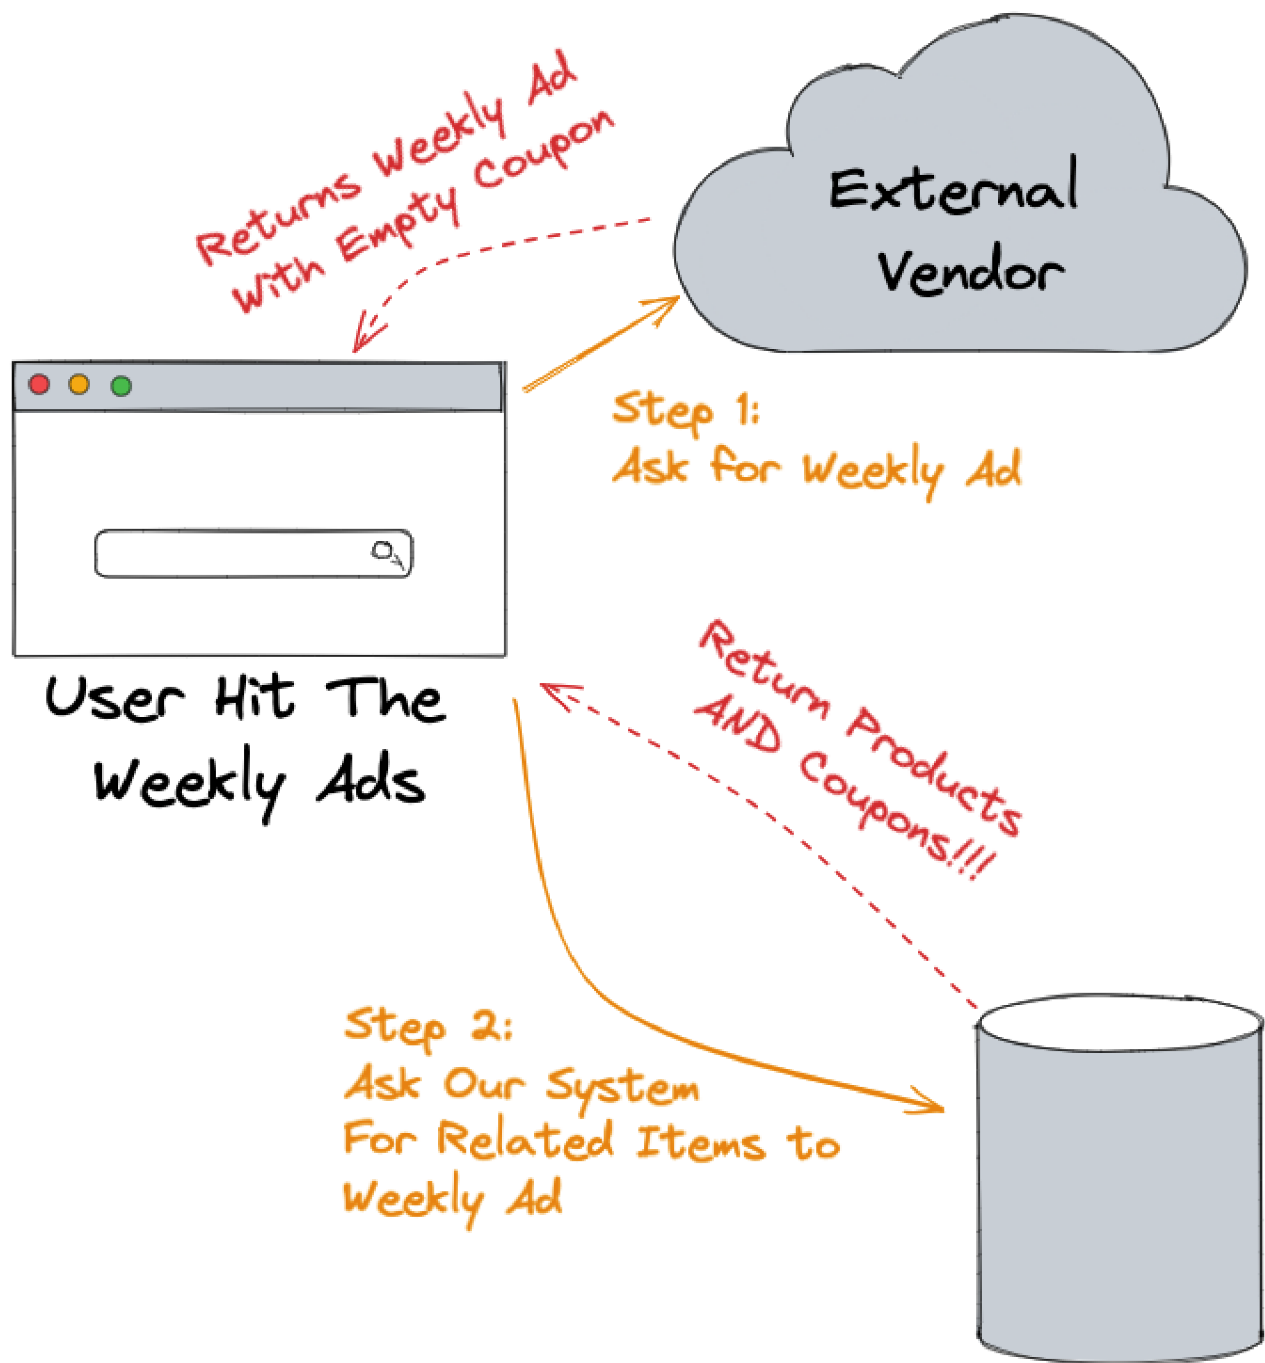 Returns Weekly Ad
With Empty Coupon
External
Vendor
Step 1:
Ask for Weekly Ad
User Hit The
Weekly Ads
Return Products
AND Coupons!!!
Step 2:
Ask Our System
For Related Items to
Weekly Ad